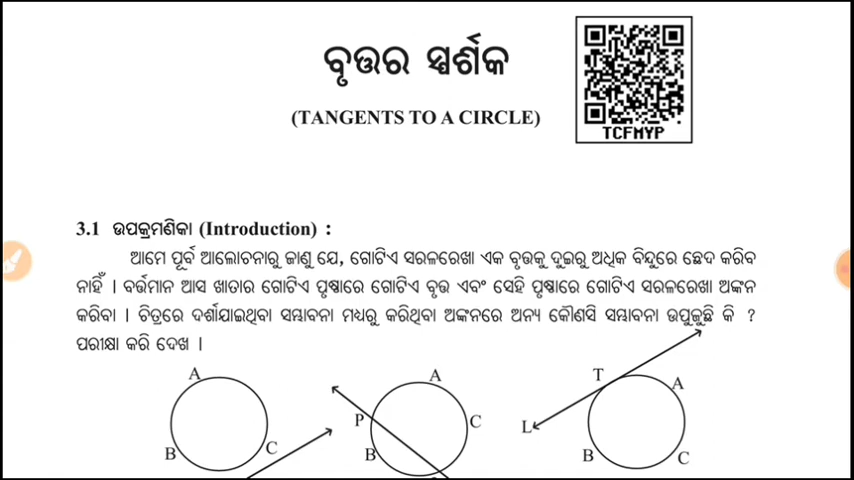 ବୃତ୍ତର ସ୍ପର୍ଶକ
(TANGENTS TO A CIRCLE)
TCFMYP
3.1 ଉପକ୍ରମଣିକା (Introduction) :
ଆମେ ପୂର୍ବ ଆଲୋଚନାରୁ ଜାଣୁ ଯେ, ଗୋଟିଏ ସରଳରେଖା ଏକ ବୃତ୍ତକୁ ଦୁଇରୁ ଅଧିକ ବିନ୍ଦୁରେ ଛେଦ କରିବ
ନାହିଁ । ବର୍ତ୍ତମାନ ଆସ ଖାତାର ଗୋଟିଏ ପୃଷ୍ଠାରେ ଗୋଟିଏ ବୃତ୍ତ ଏବଂ ସେହି ପୃଷ୍ଠାରେ ଗୋଟିଏ ସରଳରେଖା ଅଙ୍କନ
କରିବା । ଚିତ୍ରରେ ଦର୍ଶାଯାଇଥିବା ସମ୍ଭାବନା ମଧ୍ୟରୁ କରିଥିବା ଅଙ୍କନରେ ଅନ୍ୟ କୌଣସି ସମ୍ଭାବନା ଉପୁଜୁଛି କି ?
ପରୀକ୍ଷା କରି ଦେଖ ।
A A T A
P C L
B C B B C